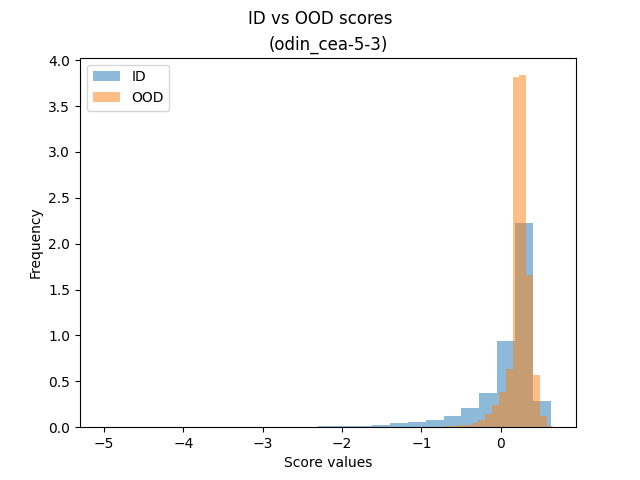 ID vs OOD scores
(odin_cea-5-3)
4.0
3.5
3.0
2.5
2.0
1.5
1.0
0.5
0.0
Frequency
ID
OOD
−5
−4
−3
−2
−1
0
Score values